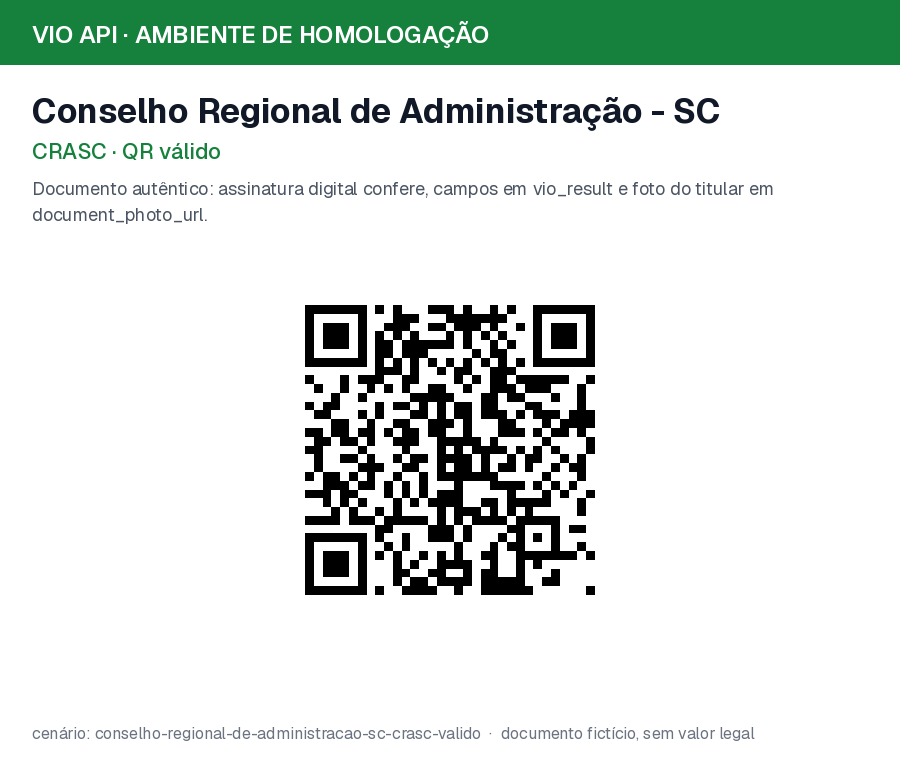 VIO API · AMBIENTE DE HOMOLOGAÇÃO
Conselho Regional de Administração - SC
CRASC · QR válido
Documento autêntico: assinatura digital confere, campos em vio_result e foto do titular em
document_photo_url.
cenário: conselho-regional-de-administracao-sc-crasc-valido · documento fictício, sem valor legal